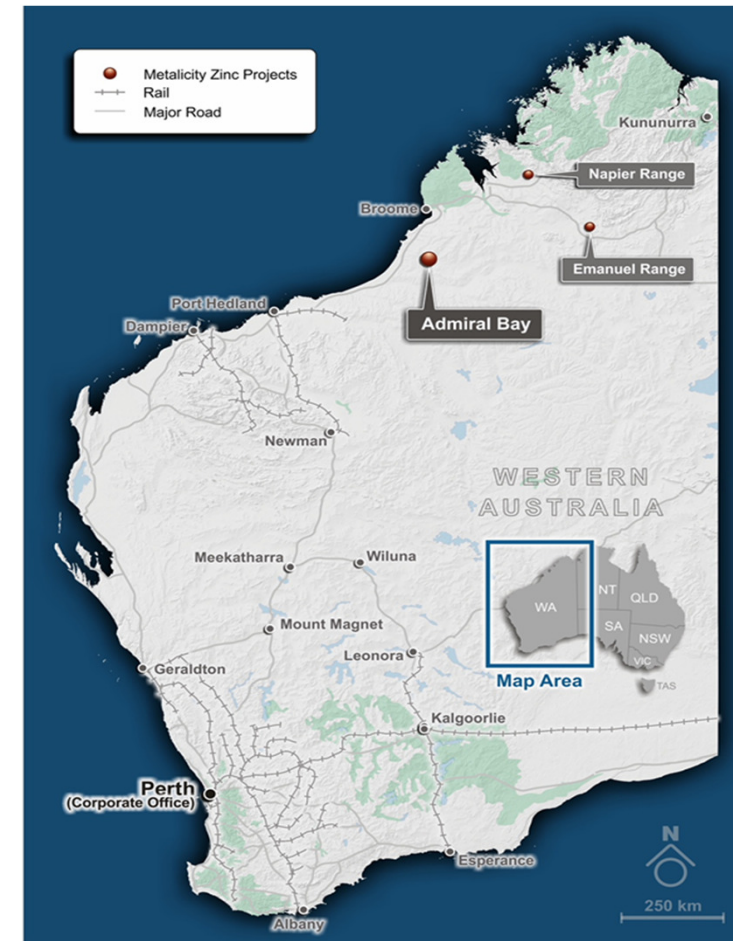 Metalicity Zinc Projects
Rail
Major Road
Kununurra
Napier Range
Broome
Emanuel Range
Admiral Bay
Port Hedland
Dampier
Newman
WESTERN
AUSTRALIA
Meekatharra
Wiluna
NT
QLD
WA
SA
NSW
VIC
TAS
Map Area
Mount Magnet
Leonora
Geraldton
Kalgoorlie
Perth
(Corporate Office)
Esperance
Albany
N
250 km